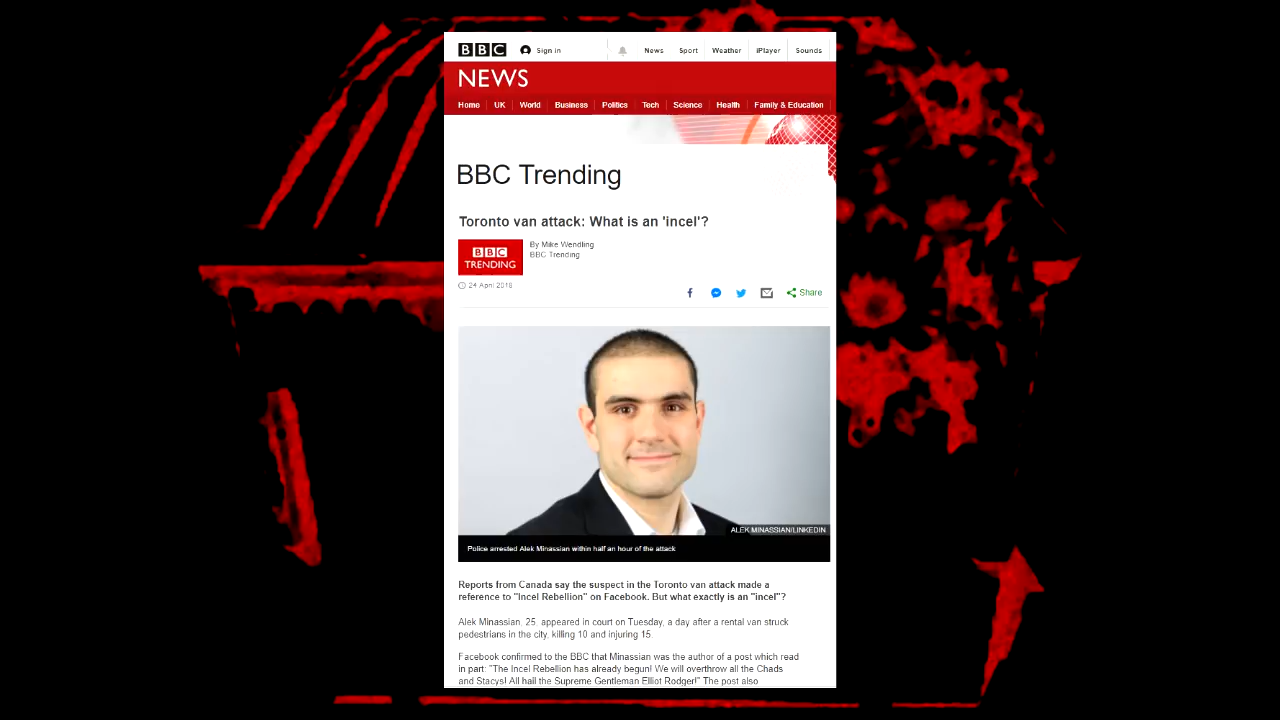 BBC Sign in News Sport Weather iPlayer Sounds
NEWS
Home UK World Business Politics Tech Science Health Family & Education
BBC Trending
Toronto van attack: What is an 'incel'?
BBC
TRENDING
By Mike Wendling
BBC Trending
24 April 2018
Share
ALEK MINASSIAN/LINKEDIN
Police arrested Alek Minassian within half an hour of the attack
Reports from Canada say the suspect in the Toronto van attack made a
reference to "Incel Rebellion" on Facebook. But what exactly is an "incel"?
Alek Minassian, 25, appeared in court on Tuesday, a day after a rental van struck
pedestrians in the city, killing 10 and injuring 15.
Facebook confirmed to the BBC that Minassian was the author of a post which read
in part: "The Incel Rebellion has already begun! We will overthrow all the Chads
and Stacys! All hail the Supreme Gentleman Elliot Rodger!" The post also